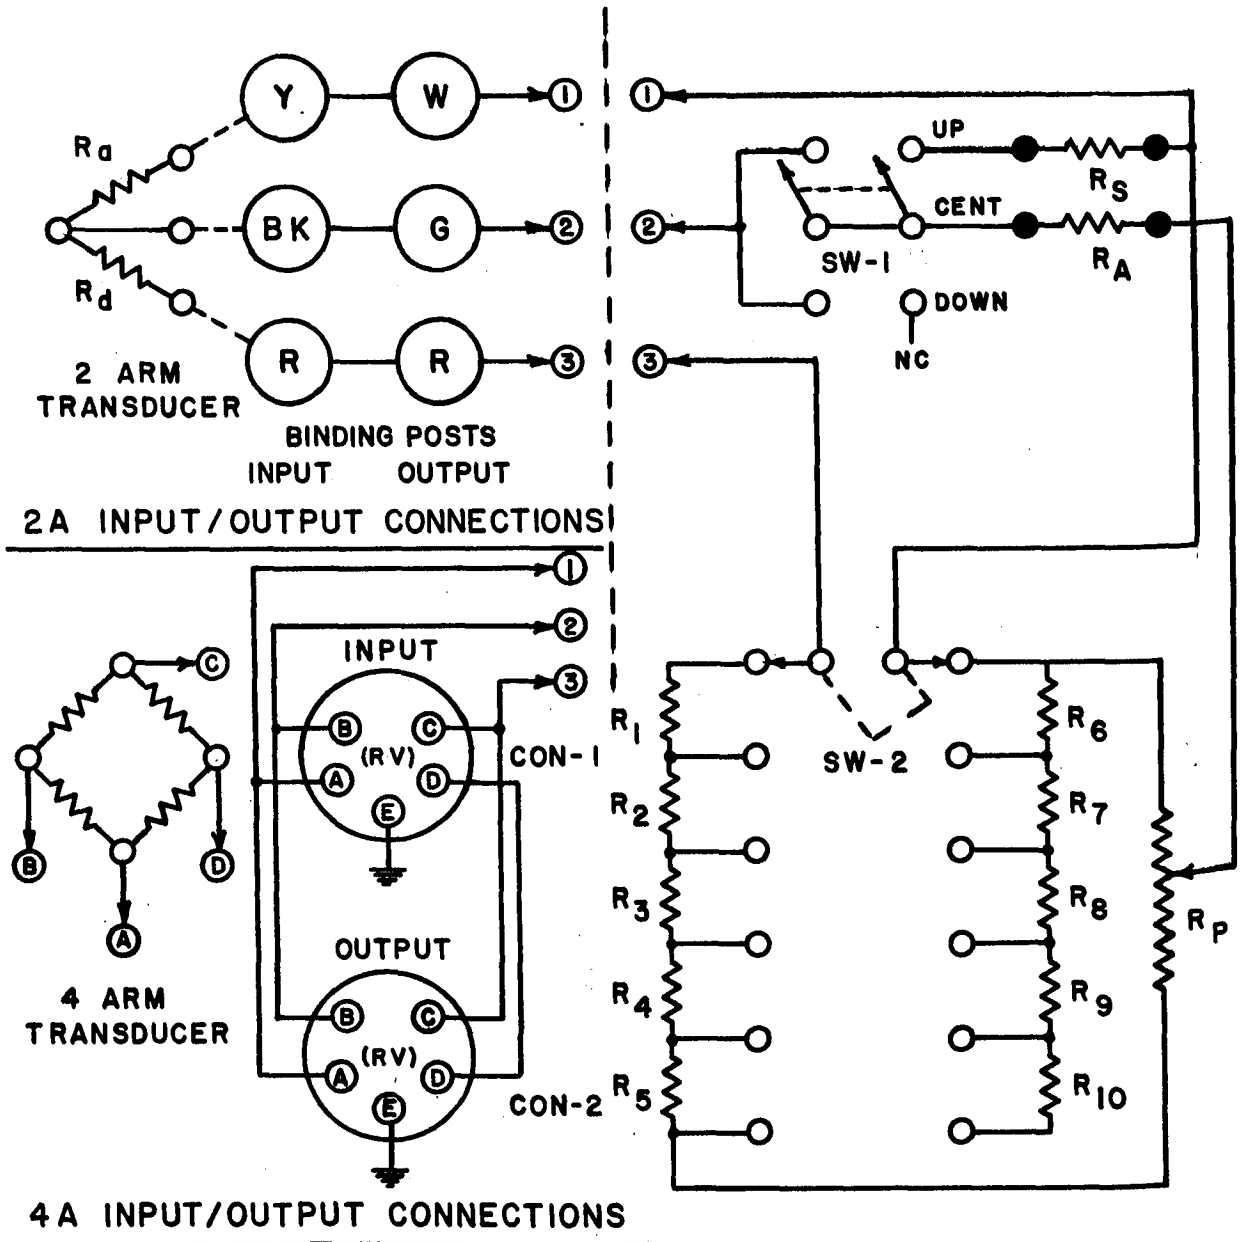 Y W 1 1
UP
Ra
RS
BK G 2 2
CENT
SW-1
RA
Rd
DOWN
R R 3 3
NC
2 ARM
TRANSDUCER
BINDING POSTS
INPUT OUTPUT
2A INPUT/OUTPUT CONNECTIONS
1
2
INPUT
C
3
B C
R1
R6
(RV)
CON-1
SW-2
A D
E
R2
R7
B
D
R3
R8
A
RP
OUTPUT
4 ARM
TRANSDUCER
R4
R9
B C
(RV)
A D
E
CON-2
R5
R10
4A INPUT/OUTPUT CONNECTIONS